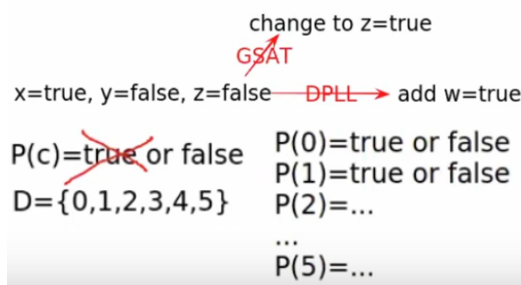 change to z=true
GSAT
x=true, y=false, z=false DPLL add w=true
P(c)=true or false
D={0,1,2,3,4,5}
P(0)=true or false
P(1)=true or false
P(2)=...
...
P(5)=...